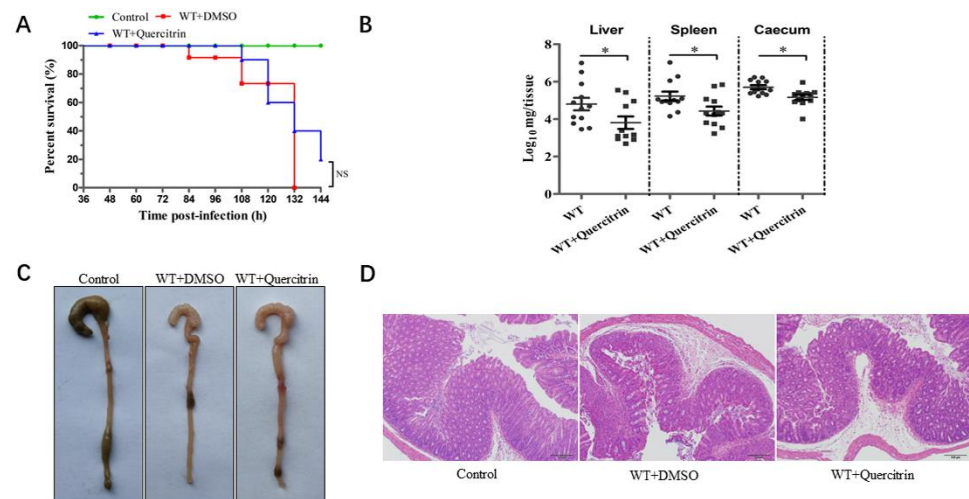 A
Control
WT+DMSO
WT+Quercitrin
Percent survival (%)
100
80
60
40
20
0
NS
36 48 60 72 84 96 108 120 132 144
Time post-infection (h)
B
Liver Spleen Caecum
* * *
Log10mg/tissue
8
6
4
2
0
WT
WT+Quercitrin
WT
WT+Quercitrin
WT
WT+Quercitrin
C
Control WT+DMSO WT+Quercitrin
D
Control WT+DMSO WT+Quercitrin